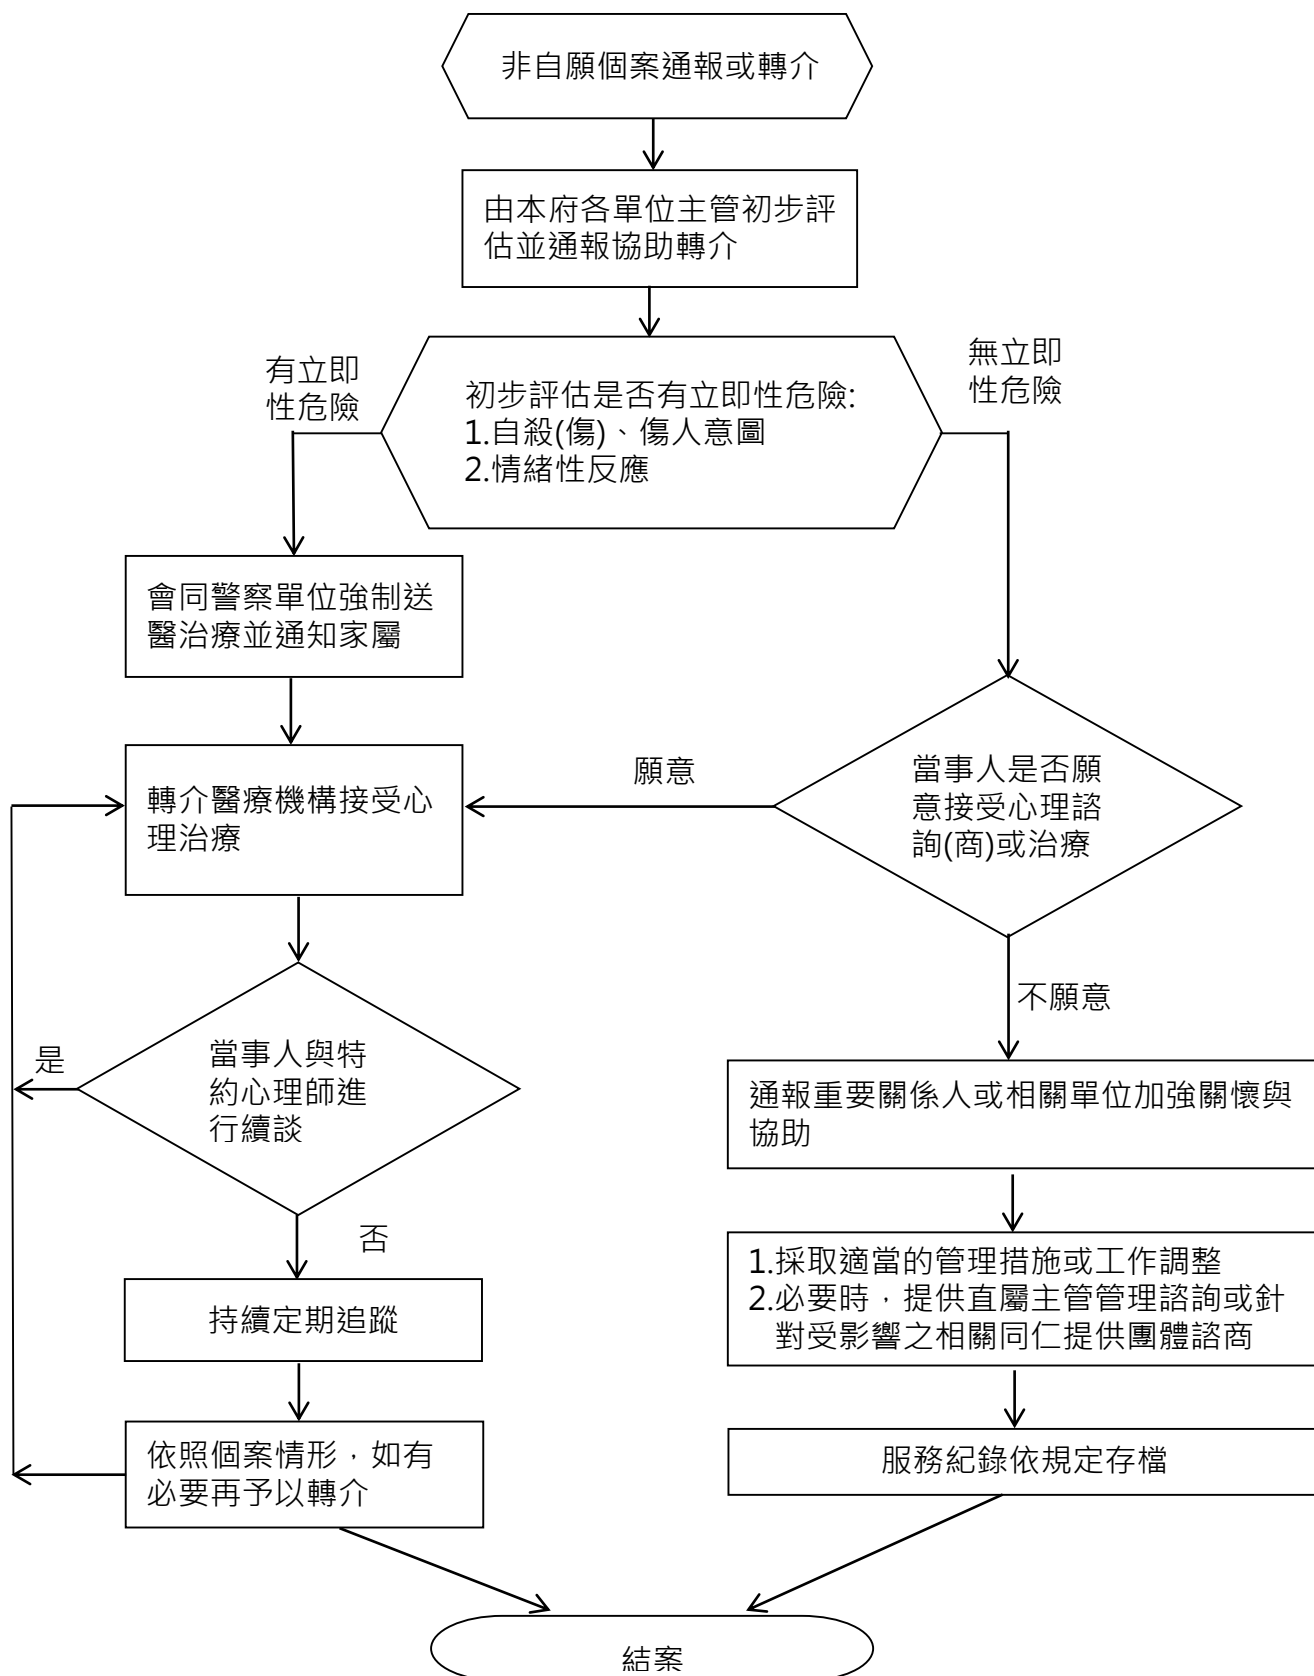 非自願個案通報或轉介
由本府各單位主管初步評
估並通報協助轉介
有立即
性危險
無立即
性危險
初步評估是否有立即性危險:
1.自殺(傷)、傷人意圖
2.情緒性反應
會同警察單位強制送
醫治療並通知家屬
轉介醫療機構接受心
理治療
願意
當事人是否願
意接受心理諮
詢(商)或治療
不願意
是
當事人與特
約心理師進
行續談
通報重要關係人或相關單位加強關懷與
協助
否
1.採取適當的管理措施或工作調整
2.必要時，提供直屬主管管理諮詢或針
對受影響之相關同仁提供團體諮商
持續定期追蹤
依照個案情形，如有
必要再予以轉介
服務紀錄依規定存檔
結案